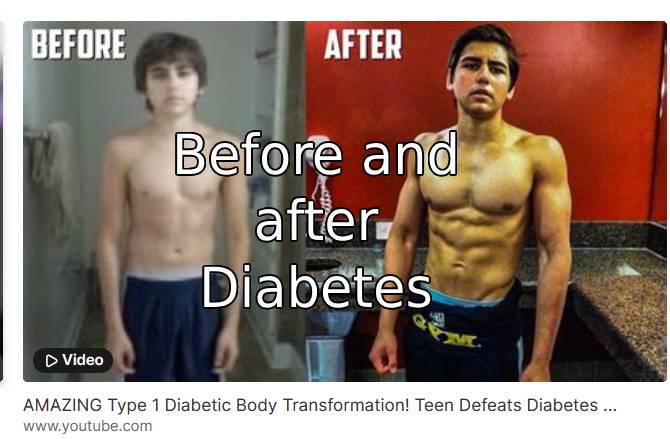 BEFORE
AFTER
Before and
after
Diabetes
GYM.
Video
AMAZING Type 1 Diabetic Body Transformation! Teen Defeats Diabetes ...
www.youtube.com